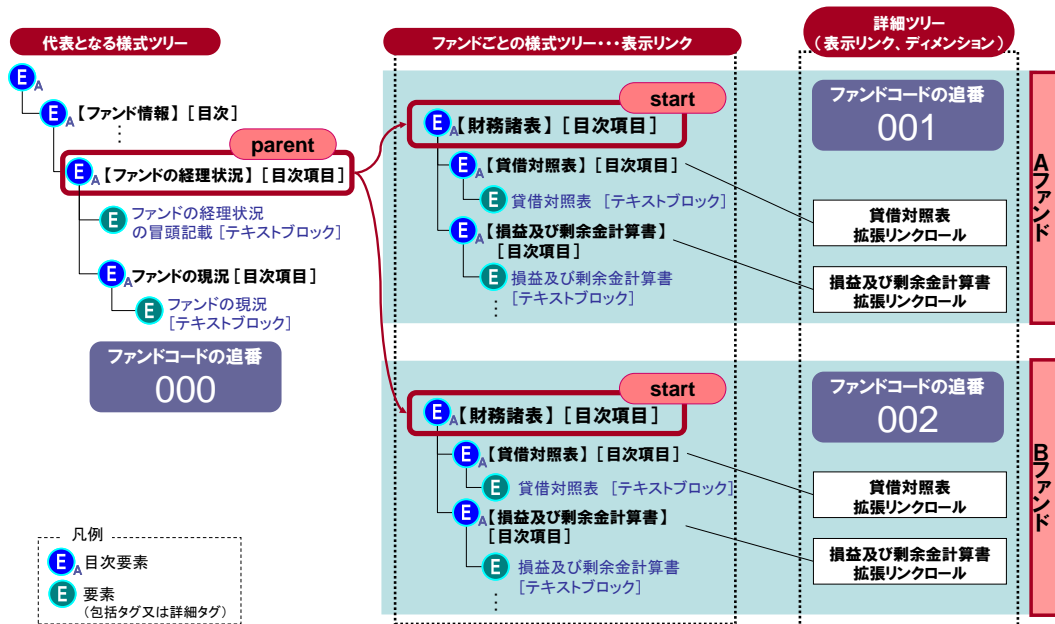 代表となる様式ツリー
E
A
E
A
【ファンド情報】 [目次]
：
parent
E
A
【ファンドの経理状況】 [目次項目]
E
ファンドの経理状況
の冒頭記載 [テキストブロック]
E
A
ファンドの現況 [目次項目]
E
ファンドの現況
[テキストブロック]
ファンドコードの追番
000
凡例
E
A
目次要素
E
要素
（包括タグ又は詳細タグ）
ファンドごとの様式ツリー・・・表示リンク
start
E
A
【財務諸表】 [目次項目]
E
A
【貸借対照表】 [目次項目]
E
貸借対照表 [テキストブロック]
E
A
【損益及び剰余金計算書】
[目次項目]
E
損益及び剰余金計算書
[テキストブロック]
：
start
E
A
【財務諸表】 [目次項目]
E
A
【貸借対照表】 [目次項目]
E
貸借対照表 [テキストブロック]
E
A
【損益及び剰余金計算書】
[目次項目]
E
損益及び剰余金計算書
[テキストブロック]
：
詳細ツリー
（表示リンク、ディメンション）
ファンドコードの追番
001
貸借対照表
拡張リンクロール
損益及び剰余金計算書
拡張リンクロール
Aファンド
ファンドコードの追番
002
貸借対照表
拡張リンクロール
損益及び剰余金計算書
拡張リンクロール
Bファンド